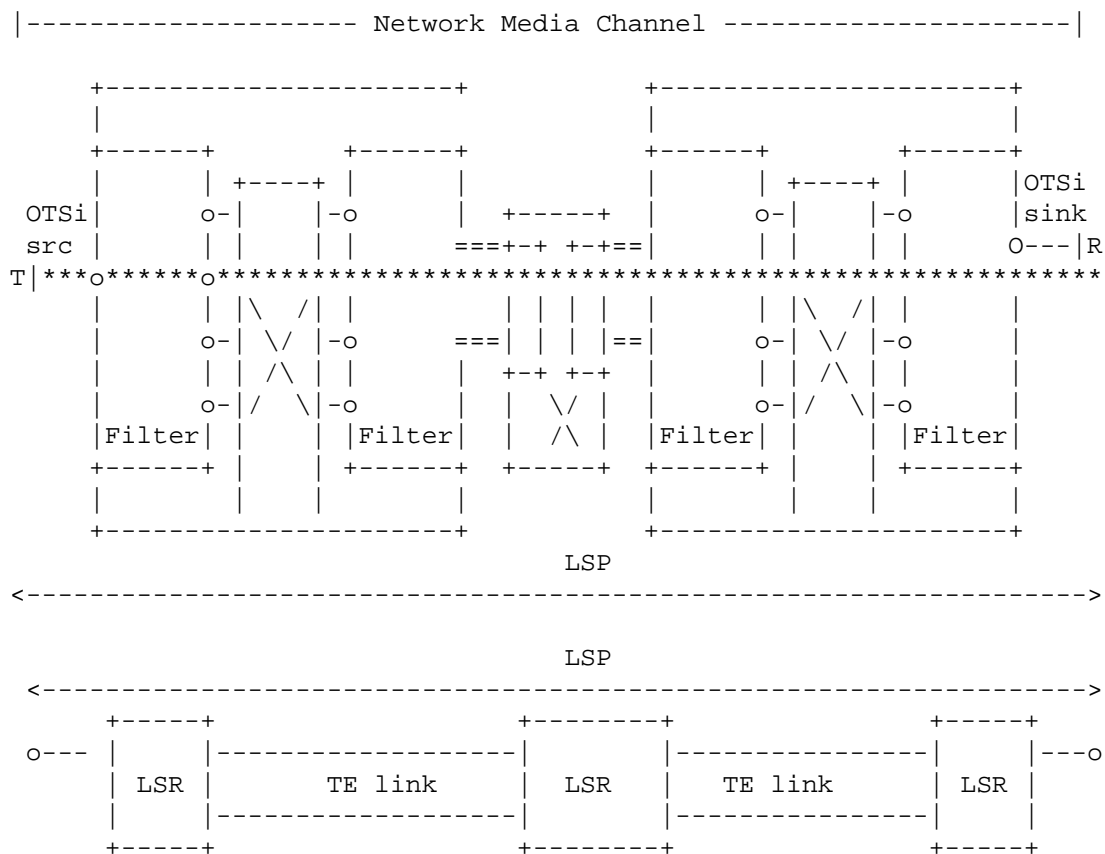 |--------------------- Network Media Channel ----------------------|
OTSi
OTSi
src
sink
T
R
Filter Filter Filter Filter
LSP
LSP
LSR TE link LSR TE link LSR